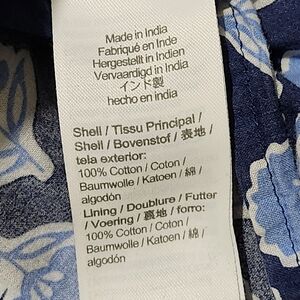 Made in India
Fabriqué en Inde
Hergestellt in Indien
Vervaardigd in India
インド製
hecho en india
Shell / Tissu Principal /
Shell / Bovenstof / 表地 /
tela exterior:
100% Cotton / Coton /
Baumwolle / Katoen / 綿 /
algodón
Lining / Doublure / Futter
/ Voering / 裏地 / forro:
100% Cotton / Coton /
Baumwolle / Katoen / 綿 /
algodón